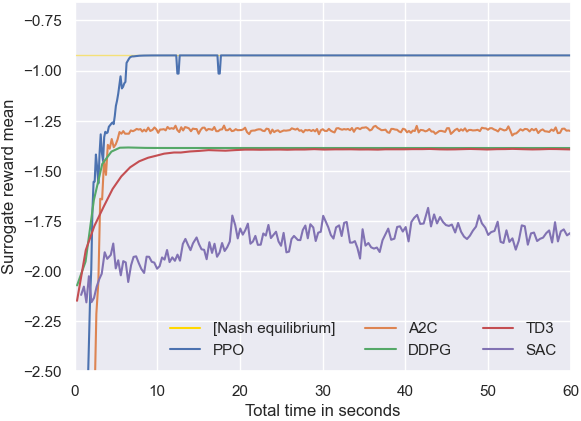 −0.75
−1.00
−1.25
−1.50
−1.75
−2.00
−2.25
−2.50
Surrogate reward mean
[Nash equilibrium] A2C TD3
PPO DDPG SAC
0 10 20 30 40 50 60
Total time in seconds